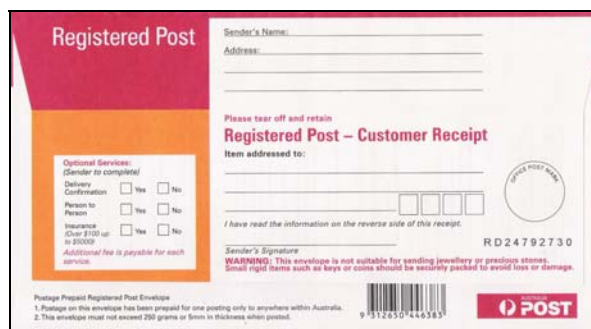 Registered Post
Sender's Name:
Address:
Please tear off and retain
Registered Post – Customer Receipt
Item addressed to:
Optional Services:
(Sender to complete)
Delivery Confirmation Yes No
Person to Person Yes No
Insurance (Over $100 up to $5000) Yes No
Additional fee is payable for each service.
OFFICE POST MARK
I have read the information on the reverse side of this receipt.
RD24792730
Sender's Signature
WARNING: This envelope is not suitable for sending jewellery or precious stones.
Small rigid items such as keys or coins should be securely packed to avoid loss or damage.
Postage Prepaid Registered Post Envelope
1. Postage on this envelope has been prepaid for one posting only to anywhere within Australia.
2. This envelope must not exceed 250 grams or 5mm in thickness when posted.
9 312650 446383
AUSTRALIA
POST